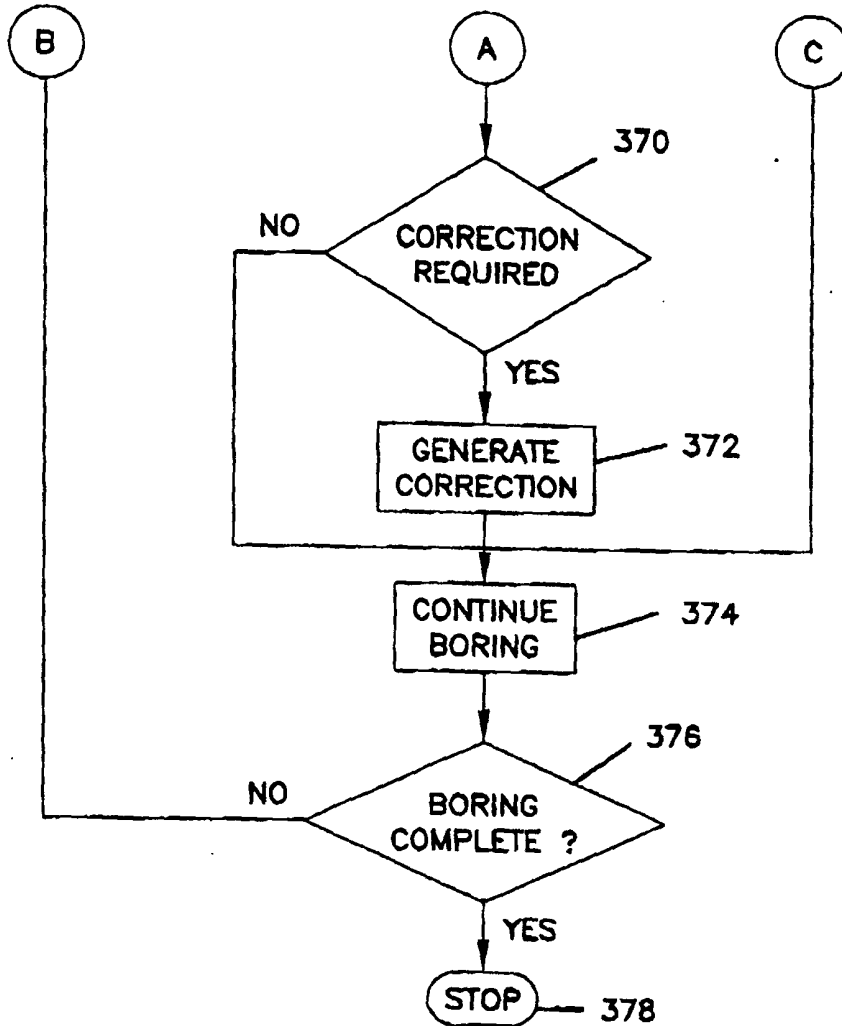 B
A
C
370
NO
CORRECTION
REQUIRED
YES
GENERATE
CORRECTION
372
CONTINUE
BORING
374
376
NO
BORING
COMPLETE ?
YES
STOP
378